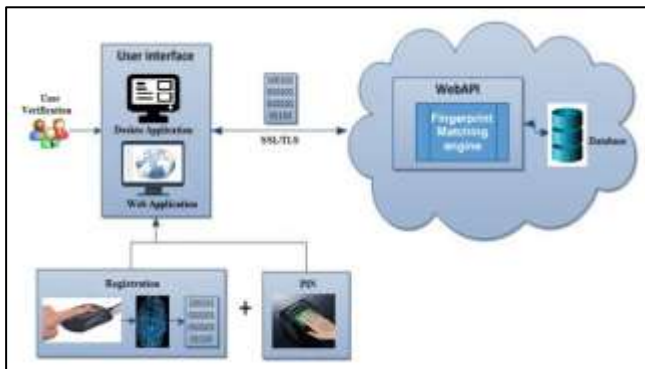 User Interface
User
Verification
Desktop Application
Web Application
SSL/TLS
WebAPI
Fingerprint
Matching
engine
Database
Registration
+
PIN